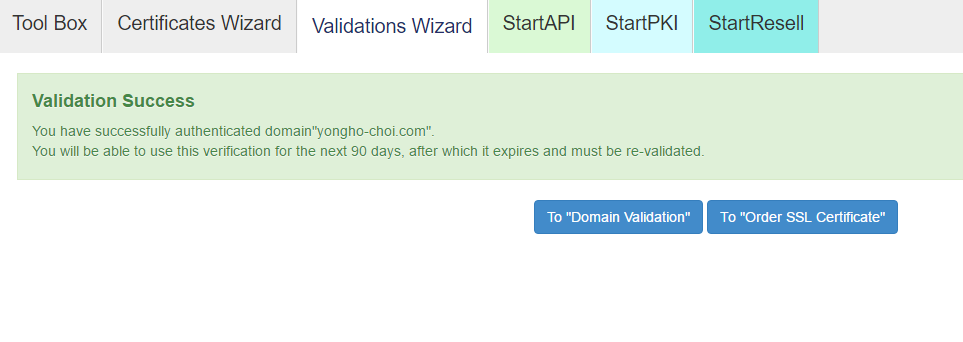 Tool Box Certificates Wizard Validations Wizard StartAPI StartPKI StartResell
Validation Success
You have successfully authenticated domain"yongho-choi.com".
You will be able to use this verification for the next 90 days, after which it expires and must be re-validated.
To "Domain Validation" To "Order SSL Certificate"